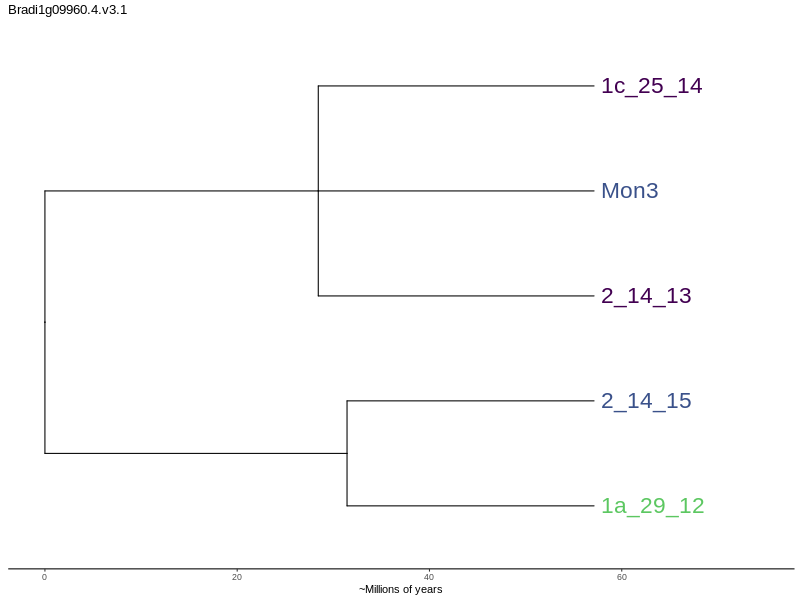 Bradi1g09960.4.v3.1
1c_25_14
Mon3
2_14_13
2_14_15
1a_29_12
0 20 40 60
~Millions of years